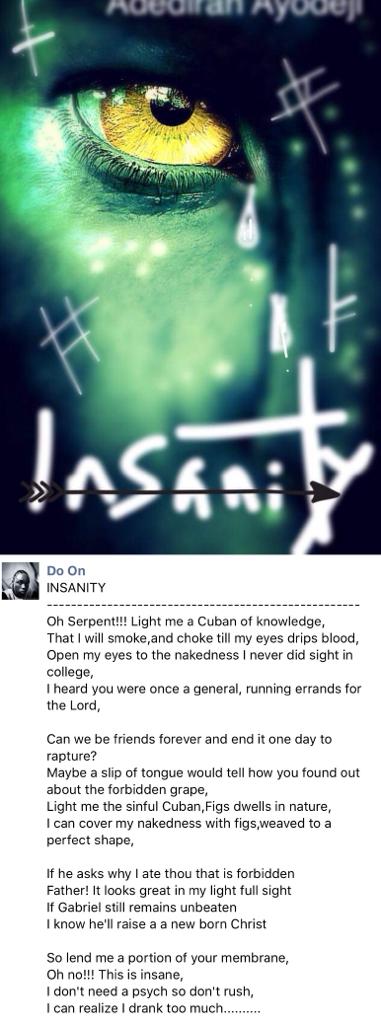 Adediran Ayodeji
Insanity
Do On
INSANITY
----------------------------------------------------
Oh Serpent!!! Light me a Cuban of knowledge,
That I will smoke,and choke till my eyes drips blood,
Open my eyes to the nakedness I never did sight in
college,
I heard you were once a general, running errands for
the Lord,
Can we be friends forever and end it one day to
rapture?
Maybe a slip of tongue would tell how you found out
about the forbidden grape,
Light me the sinful Cuban,Figs dwells in nature,
I can cover my nakedness with figs,weaved to a
perfect shape,
If he asks why I ate thou that is forbidden
Father! It looks great in my light full sight
If Gabriel still remains unbeaten
I know he'll raise a a new born Christ
So lend me a portion of your membrane,
Oh no!!! This is insane,
I don't need a psych so don't rush,
I can realize I drank too much..........